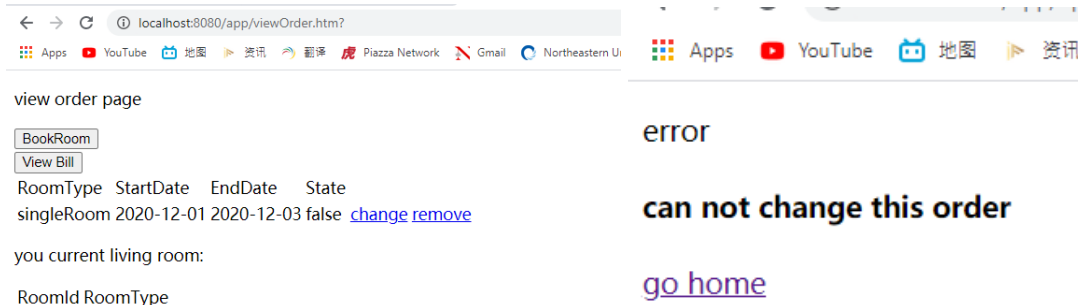 localhost:8080/app/viewOrder.htm?
Apps YouTube 地图 资讯 翻译 虎 Piazza Network Gmail Northeastern
view order page
BookRoom
View Bill
RoomType StartDate EndDate State
singleRoom 2020-12-01 2020-12-03 false change remove
you current living room:
RoomId RoomType
Apps YouTube 地图 资讯
error
can not change this order
go home